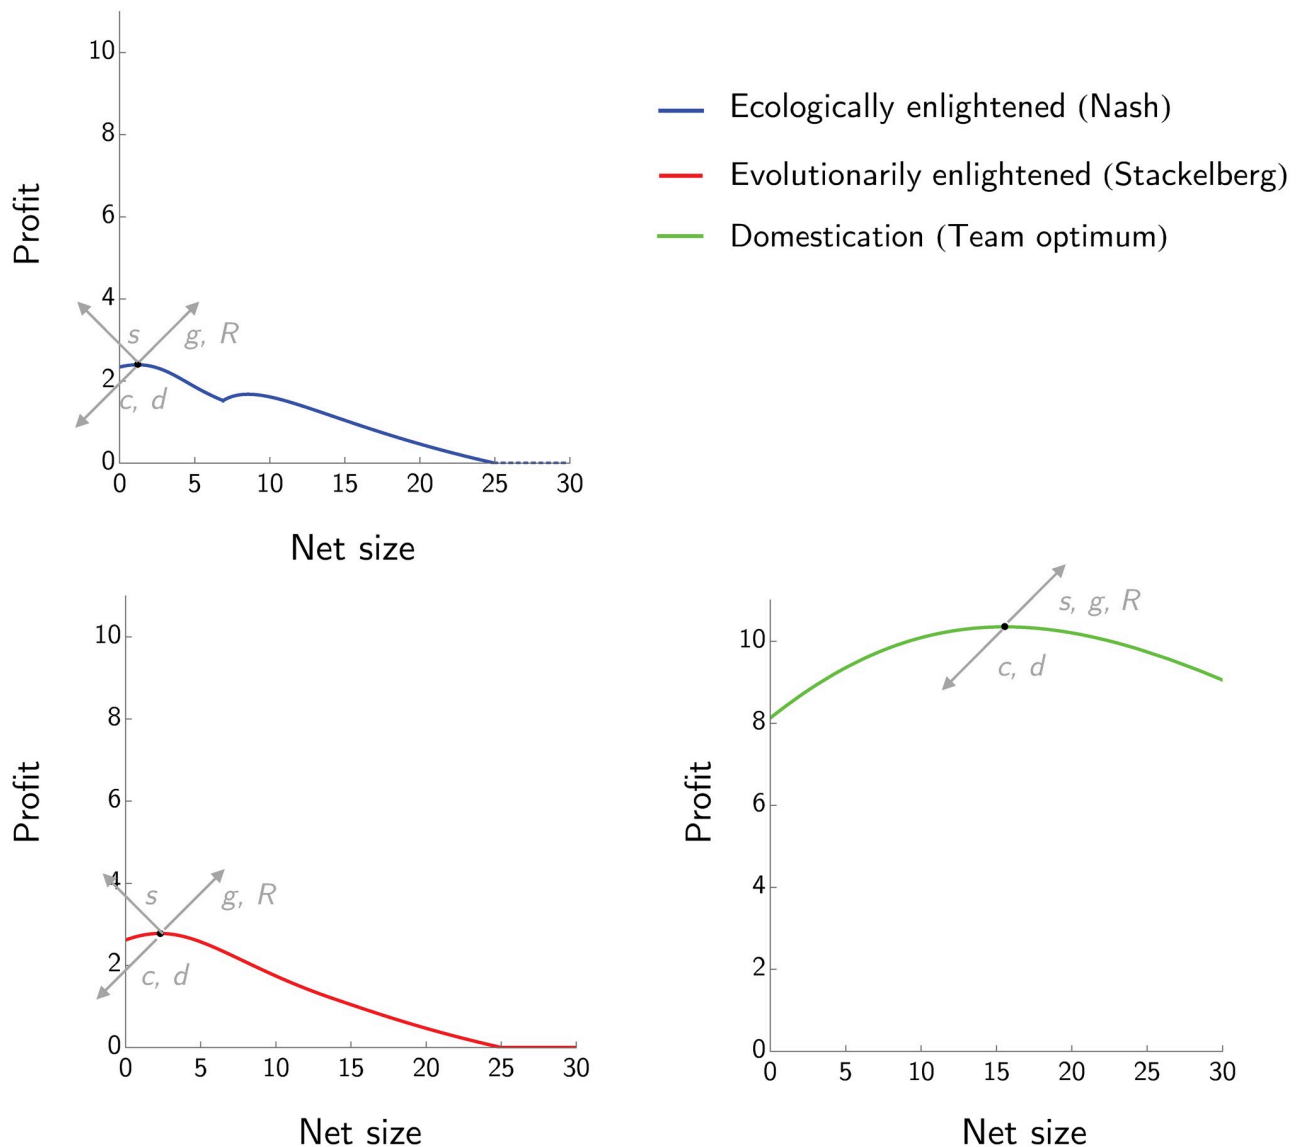 10
8
6
4
2
0
Profit
s
g, R
c, d
0 5 10 15 20 25 30
Net size
Ecologically enlightened (Nash)
Evolutionarily enlightened (Stackelberg)
Domestication (Team optimum)
10
8
6
4
2
0
Profit
s
g, R
c, d
0 5 10 15 20 25 30
Net size
10
8
6
4
2
0
Profit
s, g, R
c, d
0 5 10 15 20 25 30
Net size